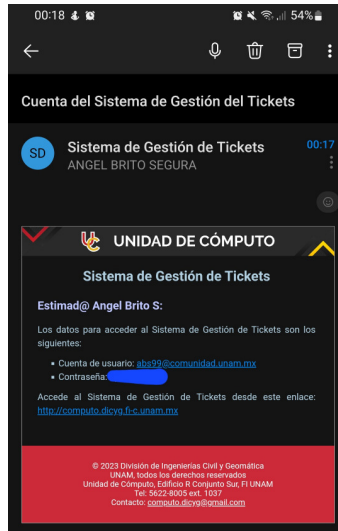 00:18 54%
Cuenta del Sistema de Gestión del Tickets
SD Sistema de Gestión de Tickets 00:17
ANGEL BRITO SEGURA
UC UNIDAD DE CÓMPUTO
Sistema de Gestión de Tickets
Estimad@ Angel Brito S:
Los datos para acceder al Sistema de Gestión de Tickets son los
siguientes:
• Cuenta de usuario: abs99@comunidad.unam.mx
• Contraseña:
Accede al Sistema de Gestión de Tickets desde este enlace:
http://computo.dicyg.fi-c.unam.mx
© 2023 División de Ingenierías Civil y Geomática
UNAM, todos los derechos reservados
Unidad de Cómputo, Edificio R Conjunto Sur, FI UNAM
Tel: 5622-8005 ext. 1037
Contacto: computo.dicyg@gmail.com